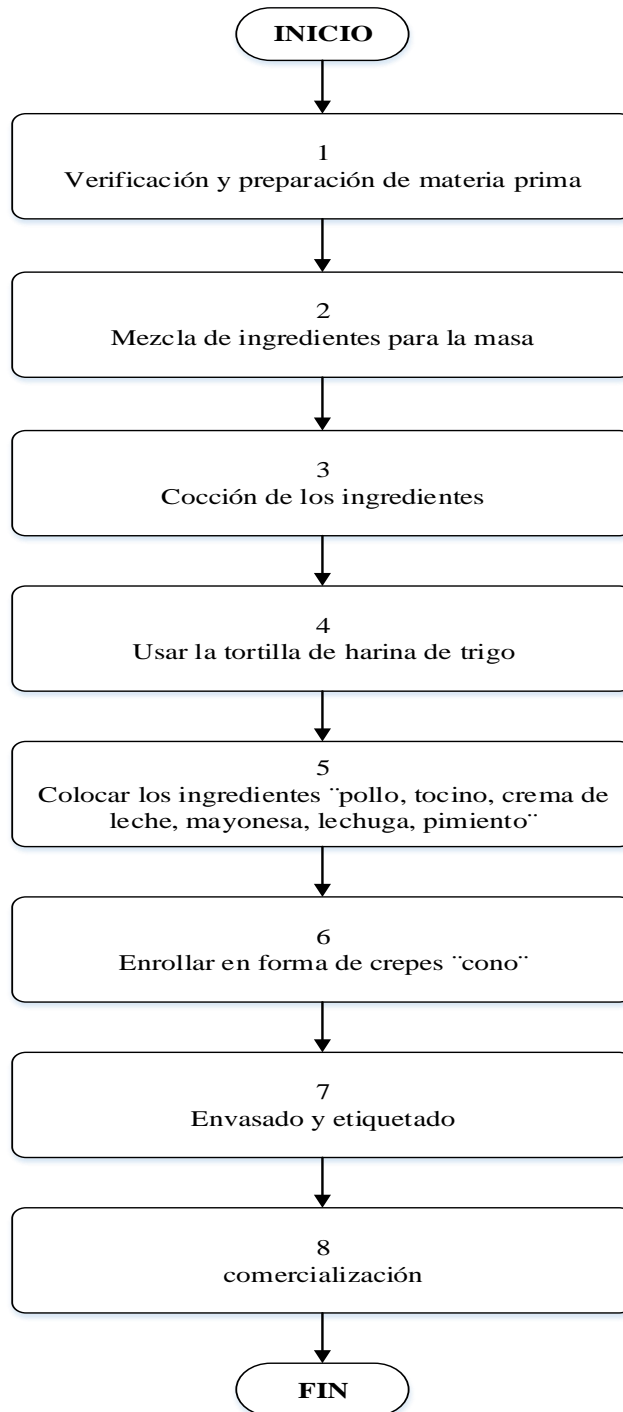 INICIO
1
Verificación y preparación de materia prima
2
Mezcla de ingredientes para la masa
3
Cocción de los ingredientes
4
Usar la tortilla de harina de trigo
5
Colocar los ingredientes ¨pollo, tocino, crema de
leche, mayonesa, lechuga, pimiento¨
6
Enrollar en forma de crepes ¨cono¨
7
Envasado y etiquetado
8
comercialización
FIN